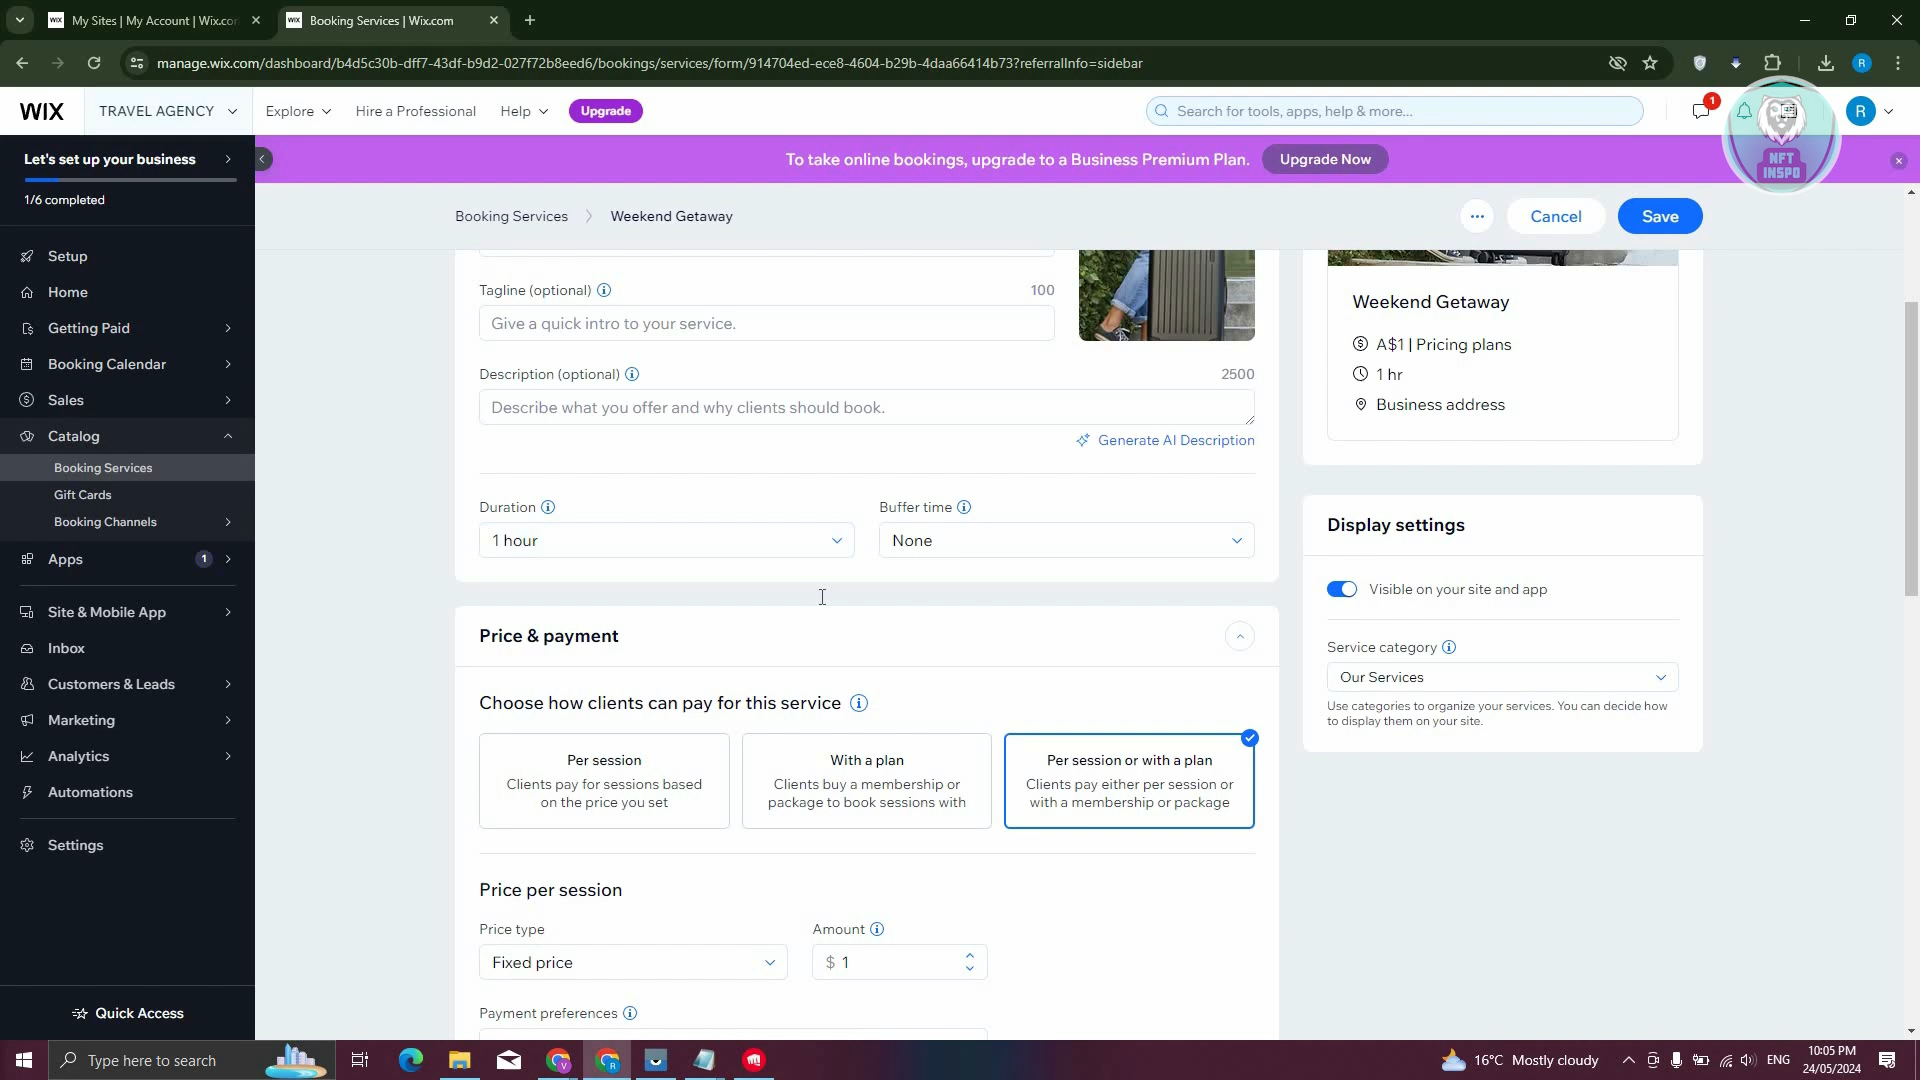 WIX My Sites | My Account | Wix.co
WIX Booking Services | Wix.com
manage.wix.com/dashboard/b4d5c30b-dff7-43df-b9d2-027f72b8eed6/bookings/services/form/914704ed-ece8-4604-b29b-4daa66414b73?referralInfo=sidebar
R
WIX TRAVEL AGENCY Explore Hire a Professional Help Upgrade
Search for tools, apps, help & more...
1
R
NFT
INSPO
Let's set up your business
1/6 completed
To take online bookings, upgrade to a Business Premium Plan. Upgrade Now
Booking Services Weekend Getaway
Cancel Save
Setup
Home
Getting Paid
Booking Calendar
Sales
Catalog
Booking Services
Gift Cards
Booking Channels
Apps 1
Site & Mobile App
Inbox
Customers & Leads
Marketing
Analytics
Automations
Settings
Quick Access
Tagline (optional) 100
Give a quick intro to your service.
Description (optional) 2500
Describe what you offer and why clients should book.
Generate AI Description
Duration Buffer time
1 hour None
Price & payment
Choose how clients can pay for this service
Per session
Clients pay for sessions based
on the price you set
With a plan
Clients buy a membership or
package to book sessions with
Per session or with a plan
Clients pay either per session or
with a membership or package
Price per session
Price type Amount
Fixed price $ 1
Payment preferences
Weekend Getaway
A$1 | Pricing plans
1 hr
Business address
Display settings
Visible on your site and app
Service category
Our Services
Use categories to organize your services. You can decide how
to display them on your site.
Type here to search
V
R
16°C Mostly cloudy
ENG
10:05 PM
24/05/2024